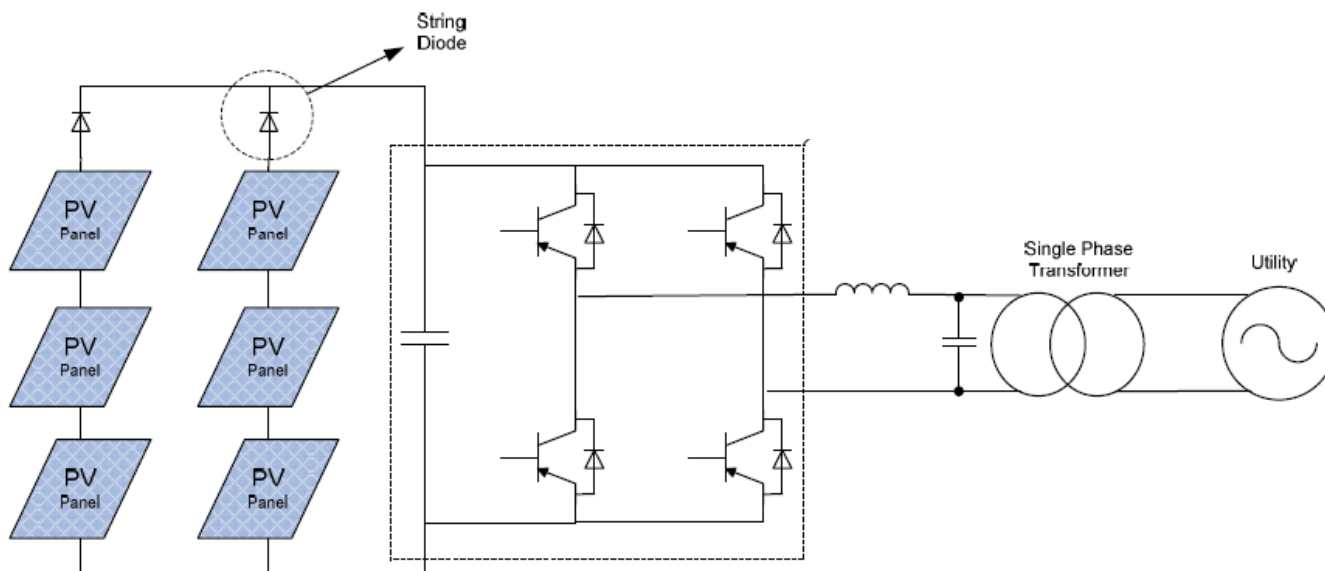 String
Diode
PV
Panel
PV
Panel
Single Phase
Transformer
Utility
PV
Panel
PV
Panel
PV
Panel
PV
Panel